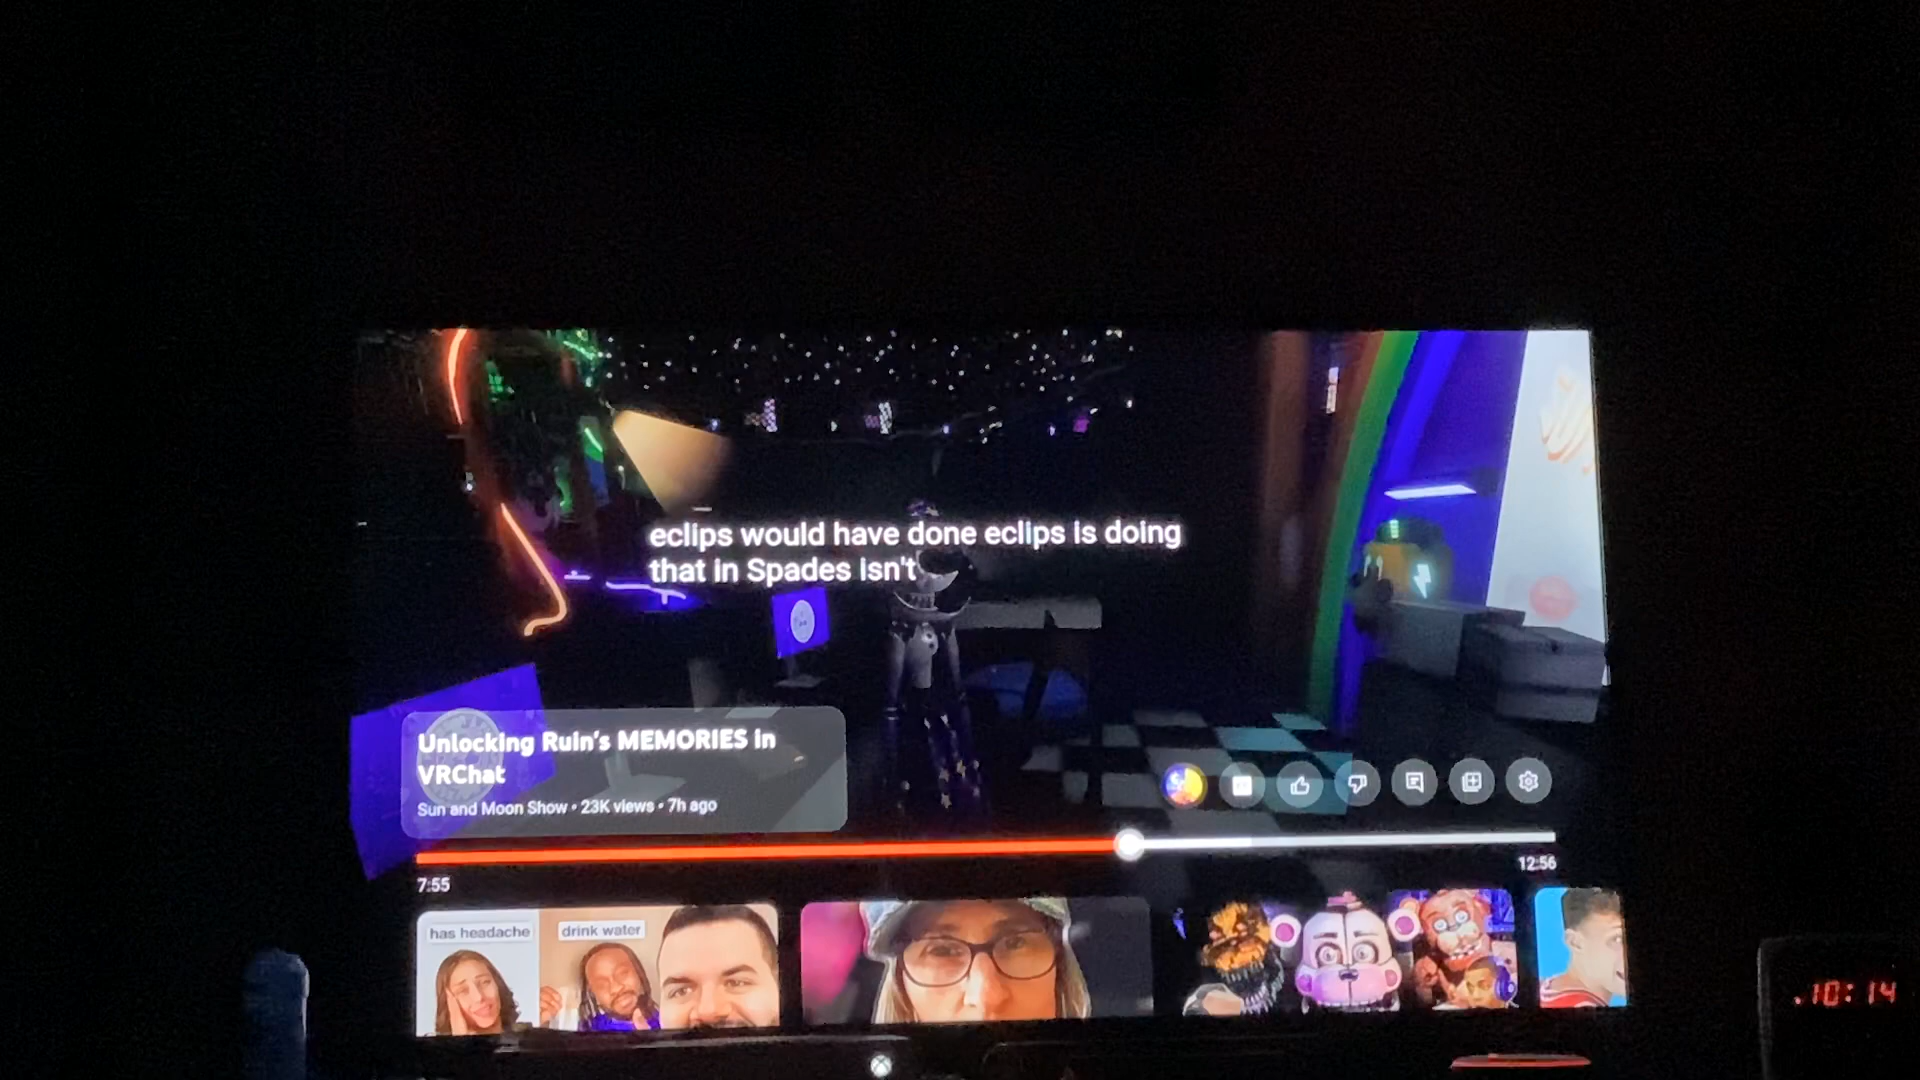 eclips would have done eclips is doing
that in Spades isn't
Unlocking Ruin's MEMORIES in
VRChat
Sun and Moon Show • 23K views • 7h ago
12:56
7:55
has headache
drink water
10:14